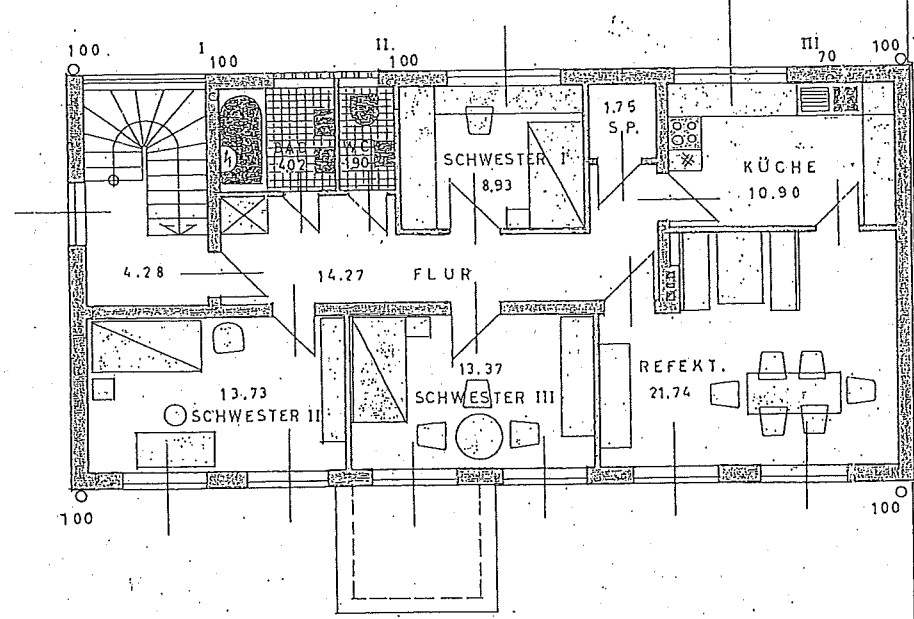 100.
I
100
II.
100
III
70
100
1.75
S.P.
BAD
4.02
WC
1.90
SCHWESTER I
8,93
KÜCHE
10.90
4.28
14.27 FLUR
13.73
SCHWESTER II
13.37
SCHWESTER III
REFEKT.
21.74
100
100